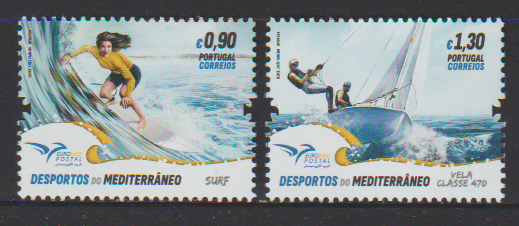 €0,90
PORTUGAL
CORREIOS
EUROMED
POSTAL
DESPORTOS DO MEDITERRÂNEO
SURF
€1,30
PORTUGAL
CORREIOS
EUROMED
POSTAL
DESPORTOS DO MEDITERRÂNEO
VELA
CLASSE 470